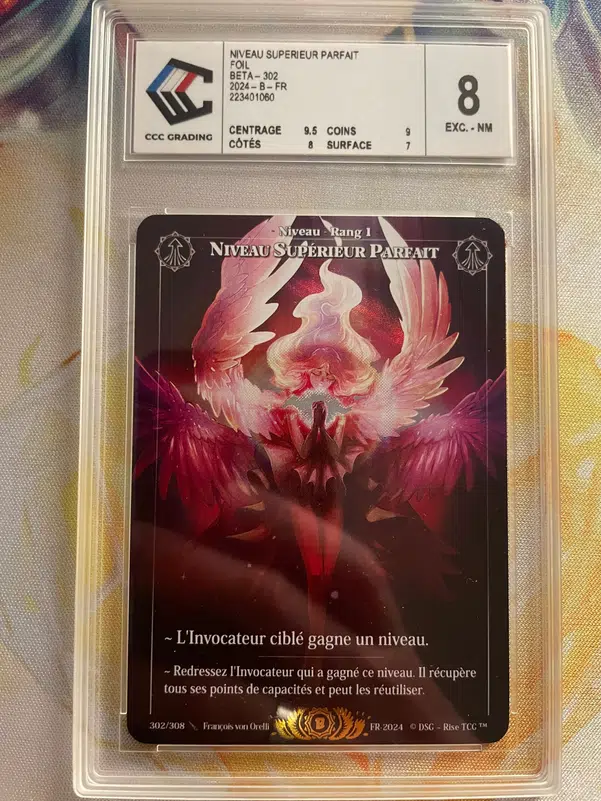 NIVEAU SUPERIEUR PARFAIT
FOIL
BETA – 302
2024 – B – FR
223401060
CCC GRADING
CENTRAGE 9.5 COINS 9
CÔTÉS 8 SURFACE 7
8
EXC. - NM
Niveau - Rang 1
NIVEAU SUPÉRIEUR PARFAIT
~ L'Invocateur ciblé gagne un niveau.
~ Redressez l'Invocateur qui a gagné ce niveau. Il récupère
tous ses points de capacités et peut les réutiliser.
302/308 François von Orelli B FR-2024 © DSG – Rise TCG ™